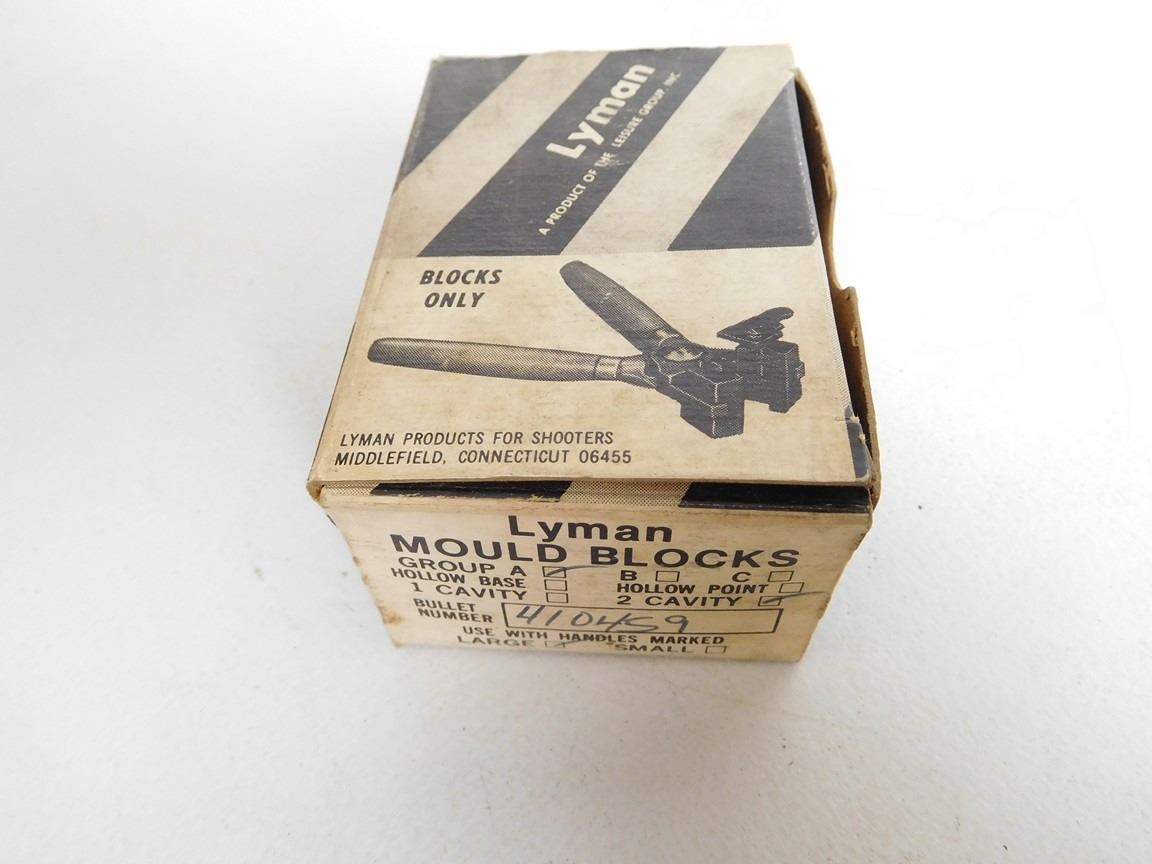 Lyman
A PRODUCT OF THE LEISURE GROUP, INC.
BLOCKS
ONLY
LYMAN PRODUCTS FOR SHOOTERS
MIDDLEFIELD, CONNECTICUT 06455
Lyman
MOULD BLOCKS
GROUP A B C
HOLLOW BASE HOLLOW POINT
1 CAVITY 2 CAVITY
BULLET
NUMBER 410459
USE WITH HANDLES MARKED
LARGE SMALL